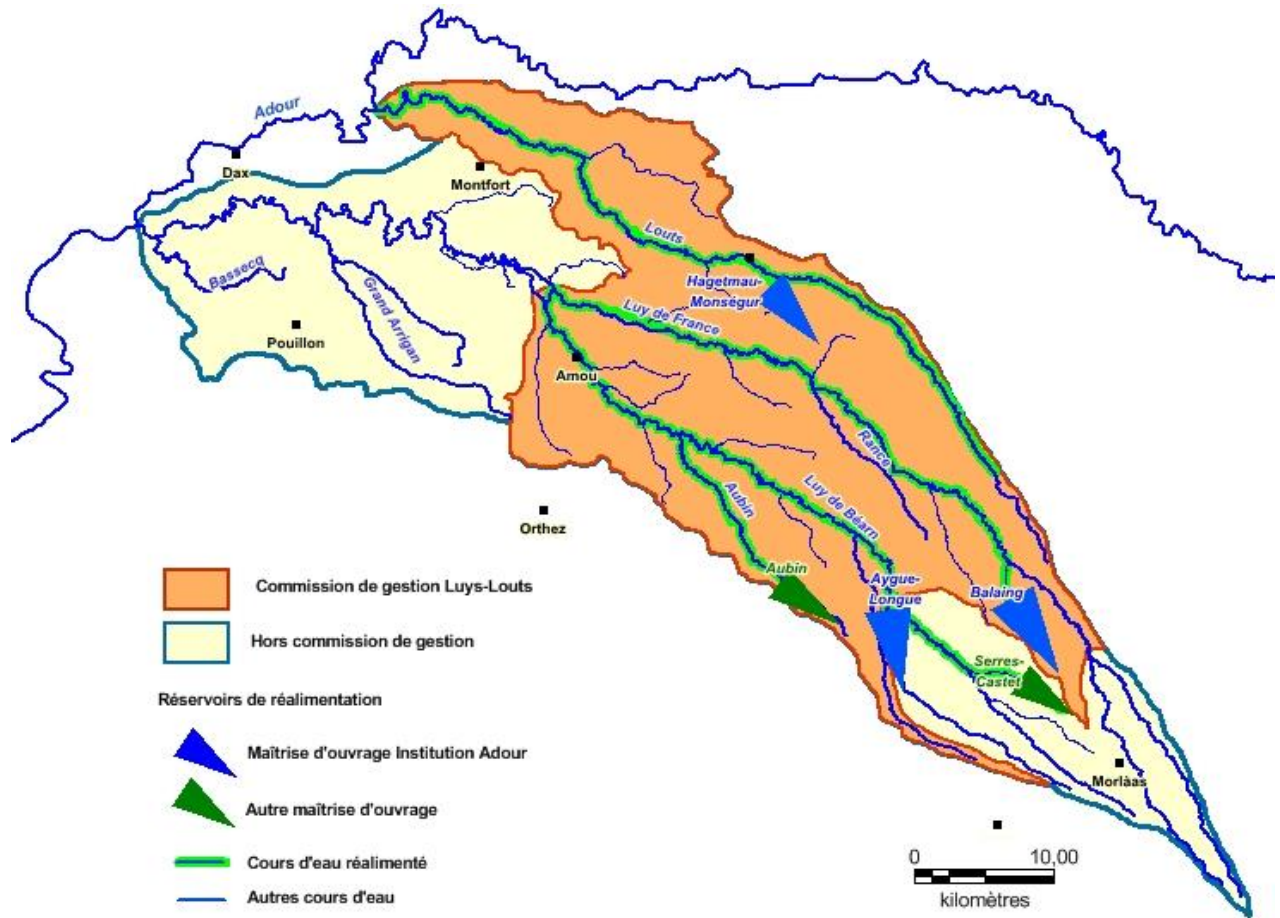 Adour
Dax
Montfort
Louts
Bassecq
Grand Arrigan
Hagetmau-
Monségur
Luy de France
Pouillon
Amou
Rance
Aubin
Luy de Béarn
Orthez
Aubin
Aygue-
Longue
Balaing
Serres-
Castet
Morlàas
Commission de gestion Luys-Louts
Hors commission de gestion
Réservoirs de réalimentation
Maîtrise d'ouvrage Institution Adour
Autre maîtrise d'ouvrage
Cours d'eau réalimenté
Autres cours d'eau
0 10,00
kilomètres